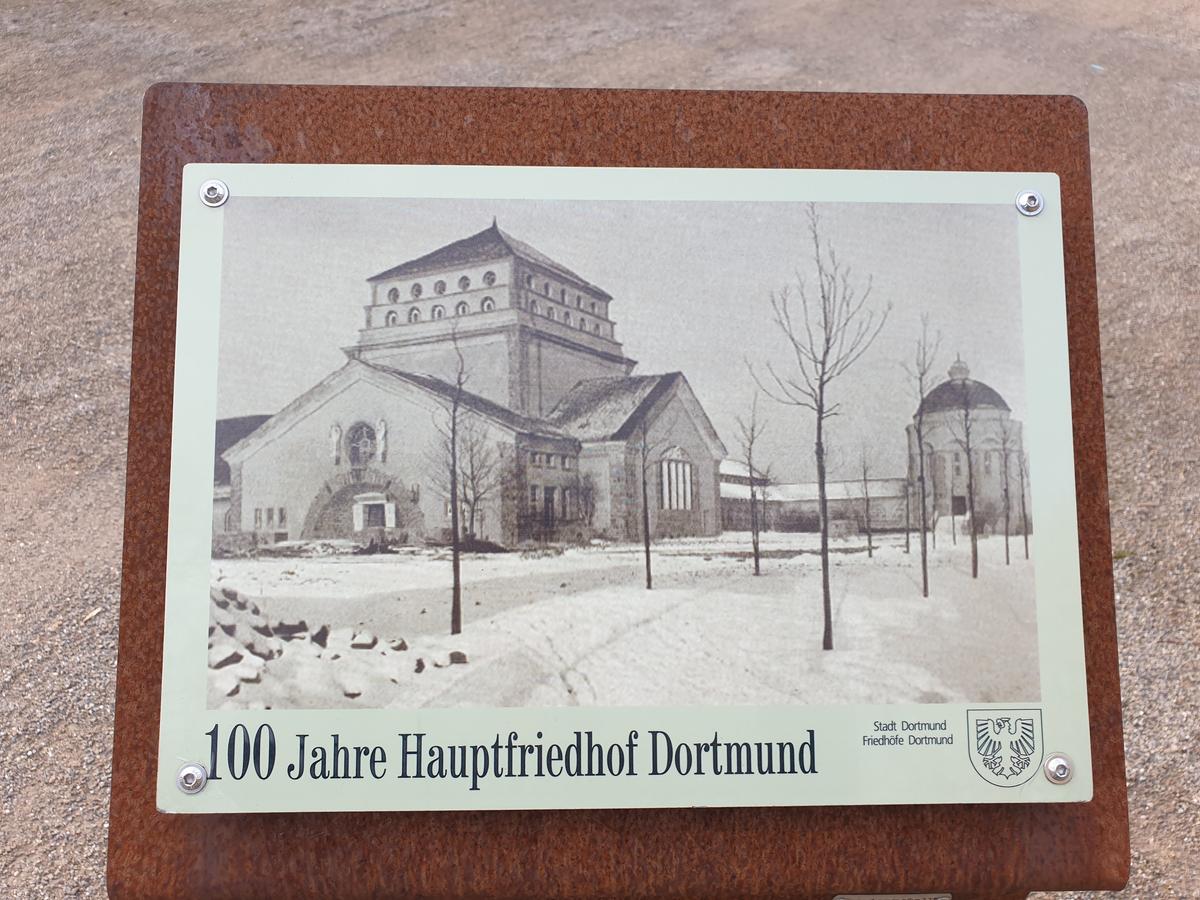 100 Jahre Hauptfriedhof Dortmund
Stadt Dortmund
Friedhöfe Dortmund